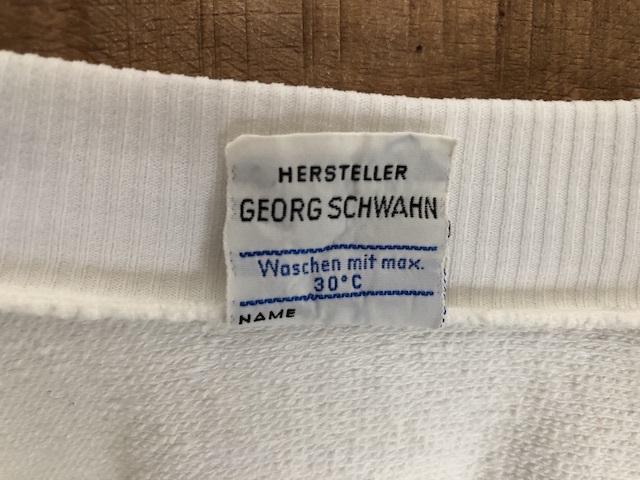 HERSTELLER
GEORG SCHWAHN
Waschen mit max.
30°C
NAME